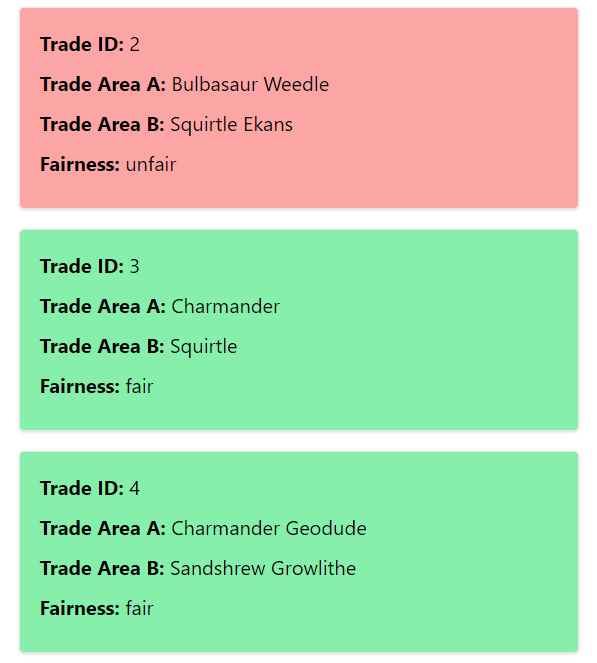 Trade ID: 2
Trade Area A: Bulbasaur Weedle
Trade Area B: Squirtle Ekans
Fairness: unfair
Trade ID: 3
Trade Area A: Charmander
Trade Area B: Squirtle
Fairness: fair
Trade ID: 4
Trade Area A: Charmander Geodude
Trade Area B: Sandshrew Growlithe
Fairness: fair